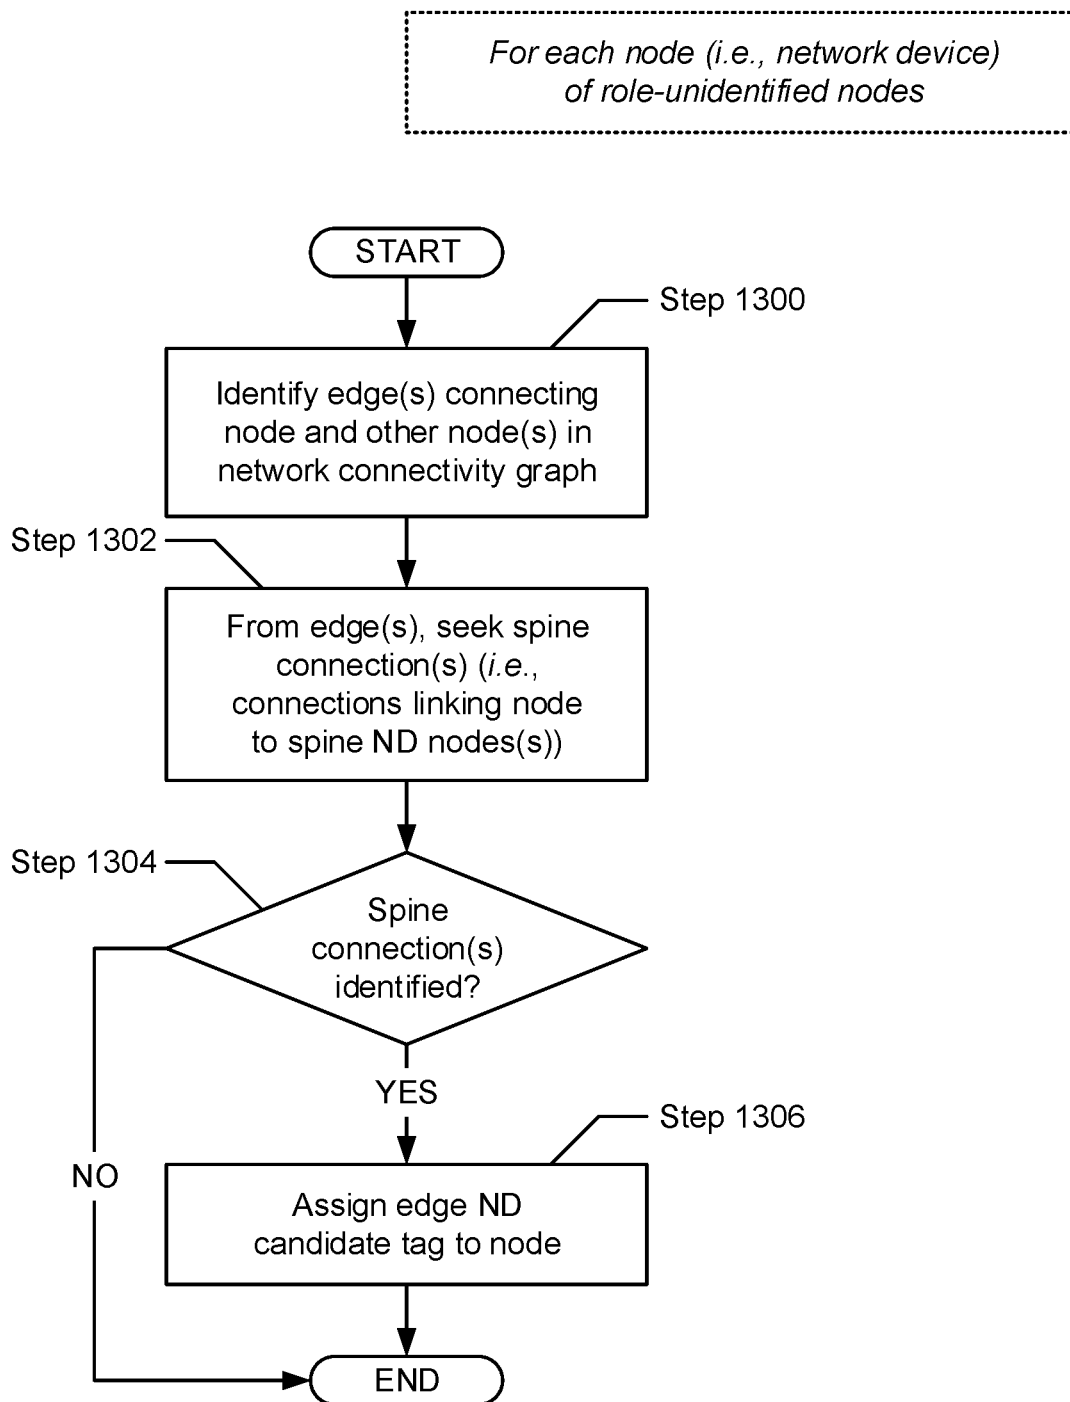 For each node (i.e., network device)
of role-unidentified nodes
START
Step 1300
Identify edge(s) connecting
node and other node(s) in
network connectivity graph
Step 1302
From edge(s), seek spine
connection(s) (i.e.,
connections linking node
to spine ND nodes(s))
Step 1304
Spine
connection(s)
identified?
YES
Step 1306
NO
Assign edge ND
candidate tag to node
END